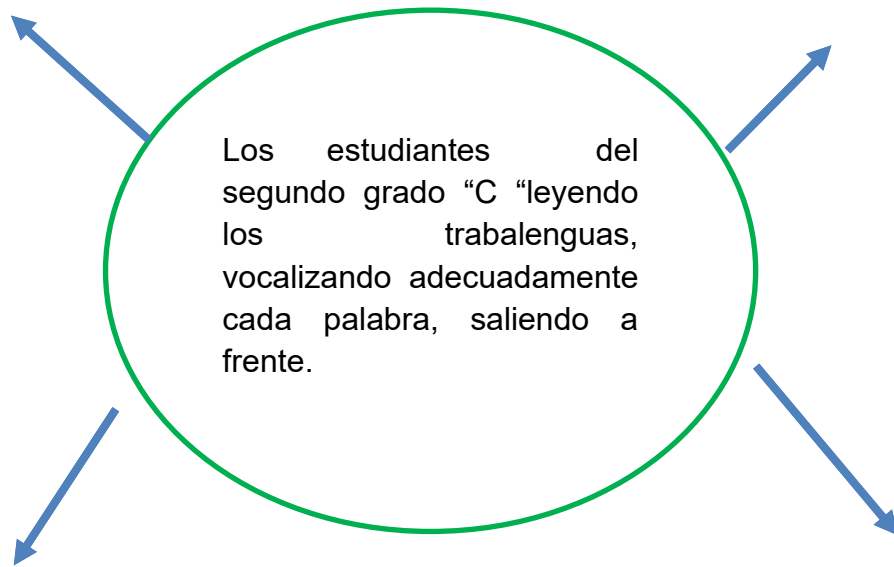 Los estudiantes del
segundo grado “C “leyendo
los trabalenguas,
vocalizando adecuadamente
cada palabra, saliendo a
frente.